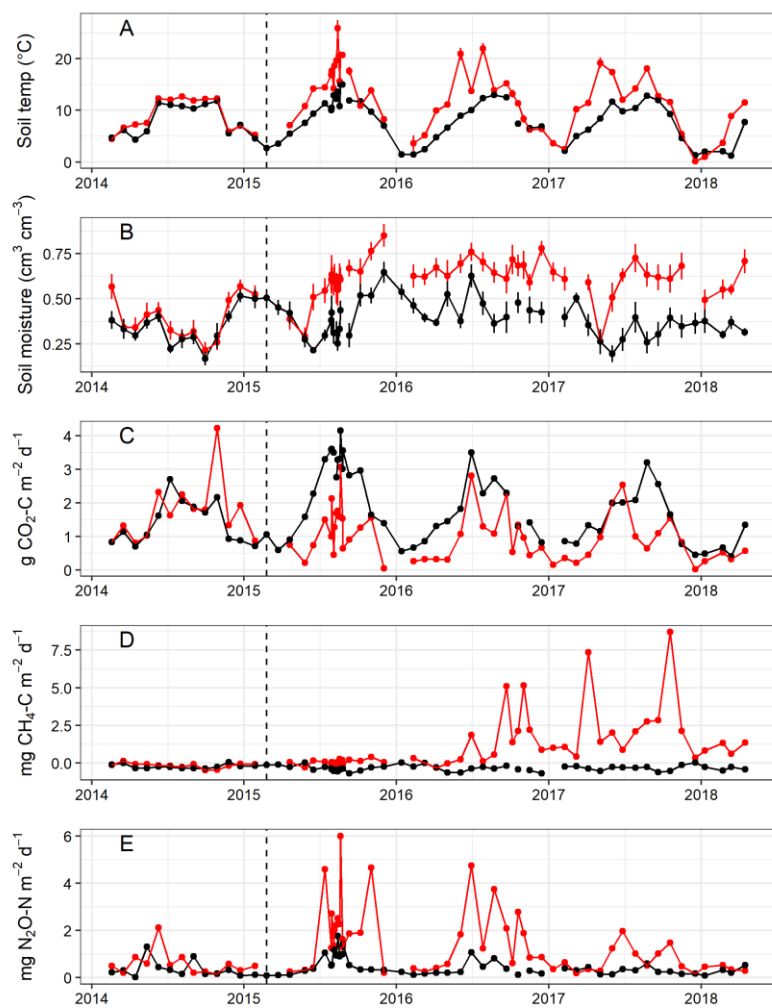 A
Soil temp (°C)
20
10
0
2014 2015 2016 2017 2018
B
Soil moisture (cm³ cm⁻³)
0.75
0.50
0.25
2014 2015 2016 2017 2018
C
g CO₂−C m⁻² d⁻¹
4
3
2
1
0
2014 2015 2016 2017 2018
D
mg CH₄−C m⁻² d⁻¹
7.5
5.0
2.5
0.0
2014 2015 2016 2017 2018
E
mg N₂O−N m⁻² d⁻¹
6
4
2
0
2014 2015 2016 2017 2018